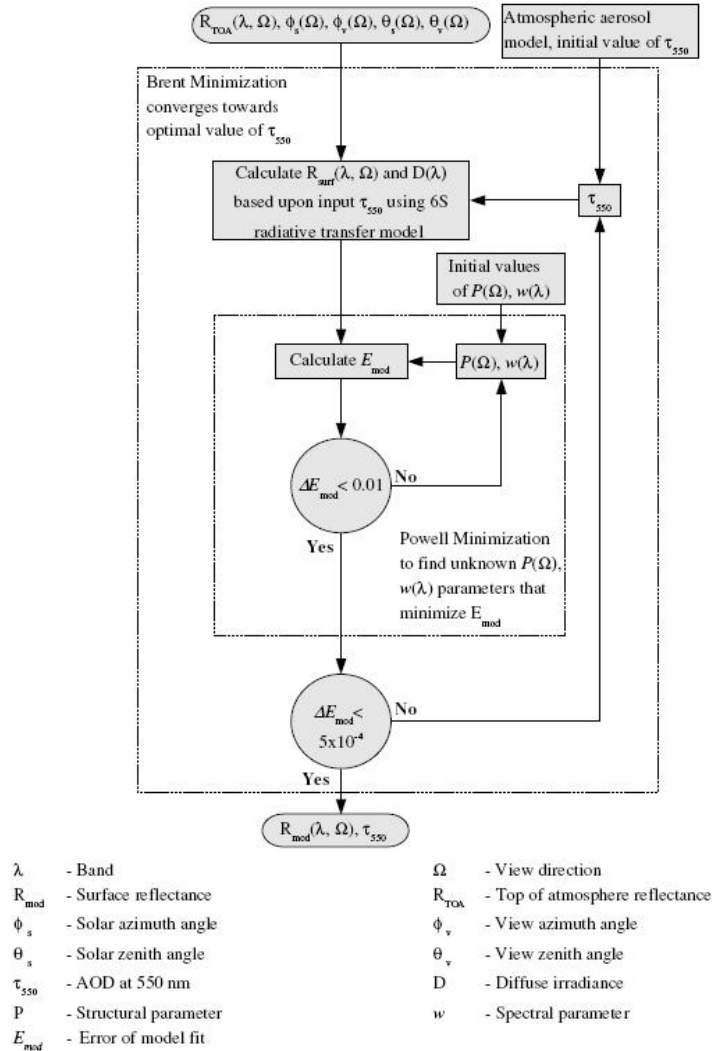 R_TOA(λ, Ω), ϕ_s(Ω), ϕ_v(Ω), θ_s(Ω), θ_v(Ω)
Atmospheric aerosol
model, initial value of τ_550
Brent Minimization
converges towards
optimal value of τ_550
Calculate R_surf(λ, Ω) and D(λ)
based upon input τ_550 using 6S
radiative transfer model
τ_550
Initial values
of P(Ω), w(λ)
Calculate E_mod
P(Ω), w(λ)
ΔE_mod< 0.01
No
Yes
Powell Minimization
to find unknown P(Ω),
w(λ) parameters that
minimize E_mod
ΔE_mod<
5x10^-4
No
Yes
R_mod(λ, Ω), τ_550
λ - Band
R_mod - Surface reflectance
ϕ_s - Solar azimuth angle
θ_s - Solar zenith angle
τ_550 - AOD at 550 nm
P - Structural parameter
E_mod - Error of model fit
Ω - View direction
R_TOA - Top of atmosphere reflectance
ϕ_v - View azimuth angle
θ_v - View zenith angle
D - Diffuse irradiance
w - Spectral parameter